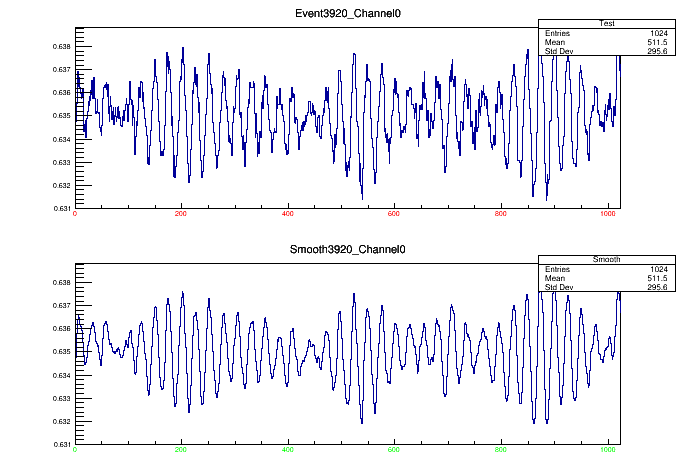 Event3920_Channel0
Test
Entries 1024
Mean 511.5
Std Dev 295.6
0.638
0.637
0.636
0.635
0.634
0.633
0.632
0.631
0 200 400 600 800 1000
Smooth3920_Channel0
Smooth
Entries 1024
Mean 511.5
Std Dev 295.6
0.638
0.637
0.636
0.635
0.634
0.633
0.632
0.631
0 200 400 600 800 1000